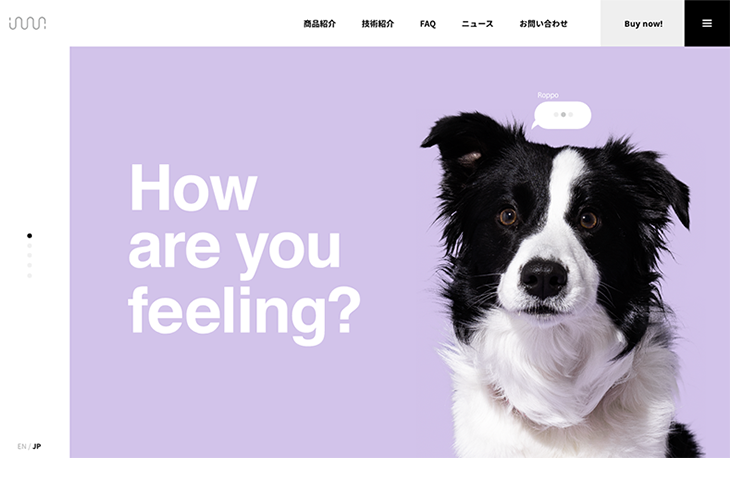 商品紹介
技術紹介
FAQ
ニュース
お問い合わせ
Buy now!
Roppo
How
are you
feeling?
EN / JP